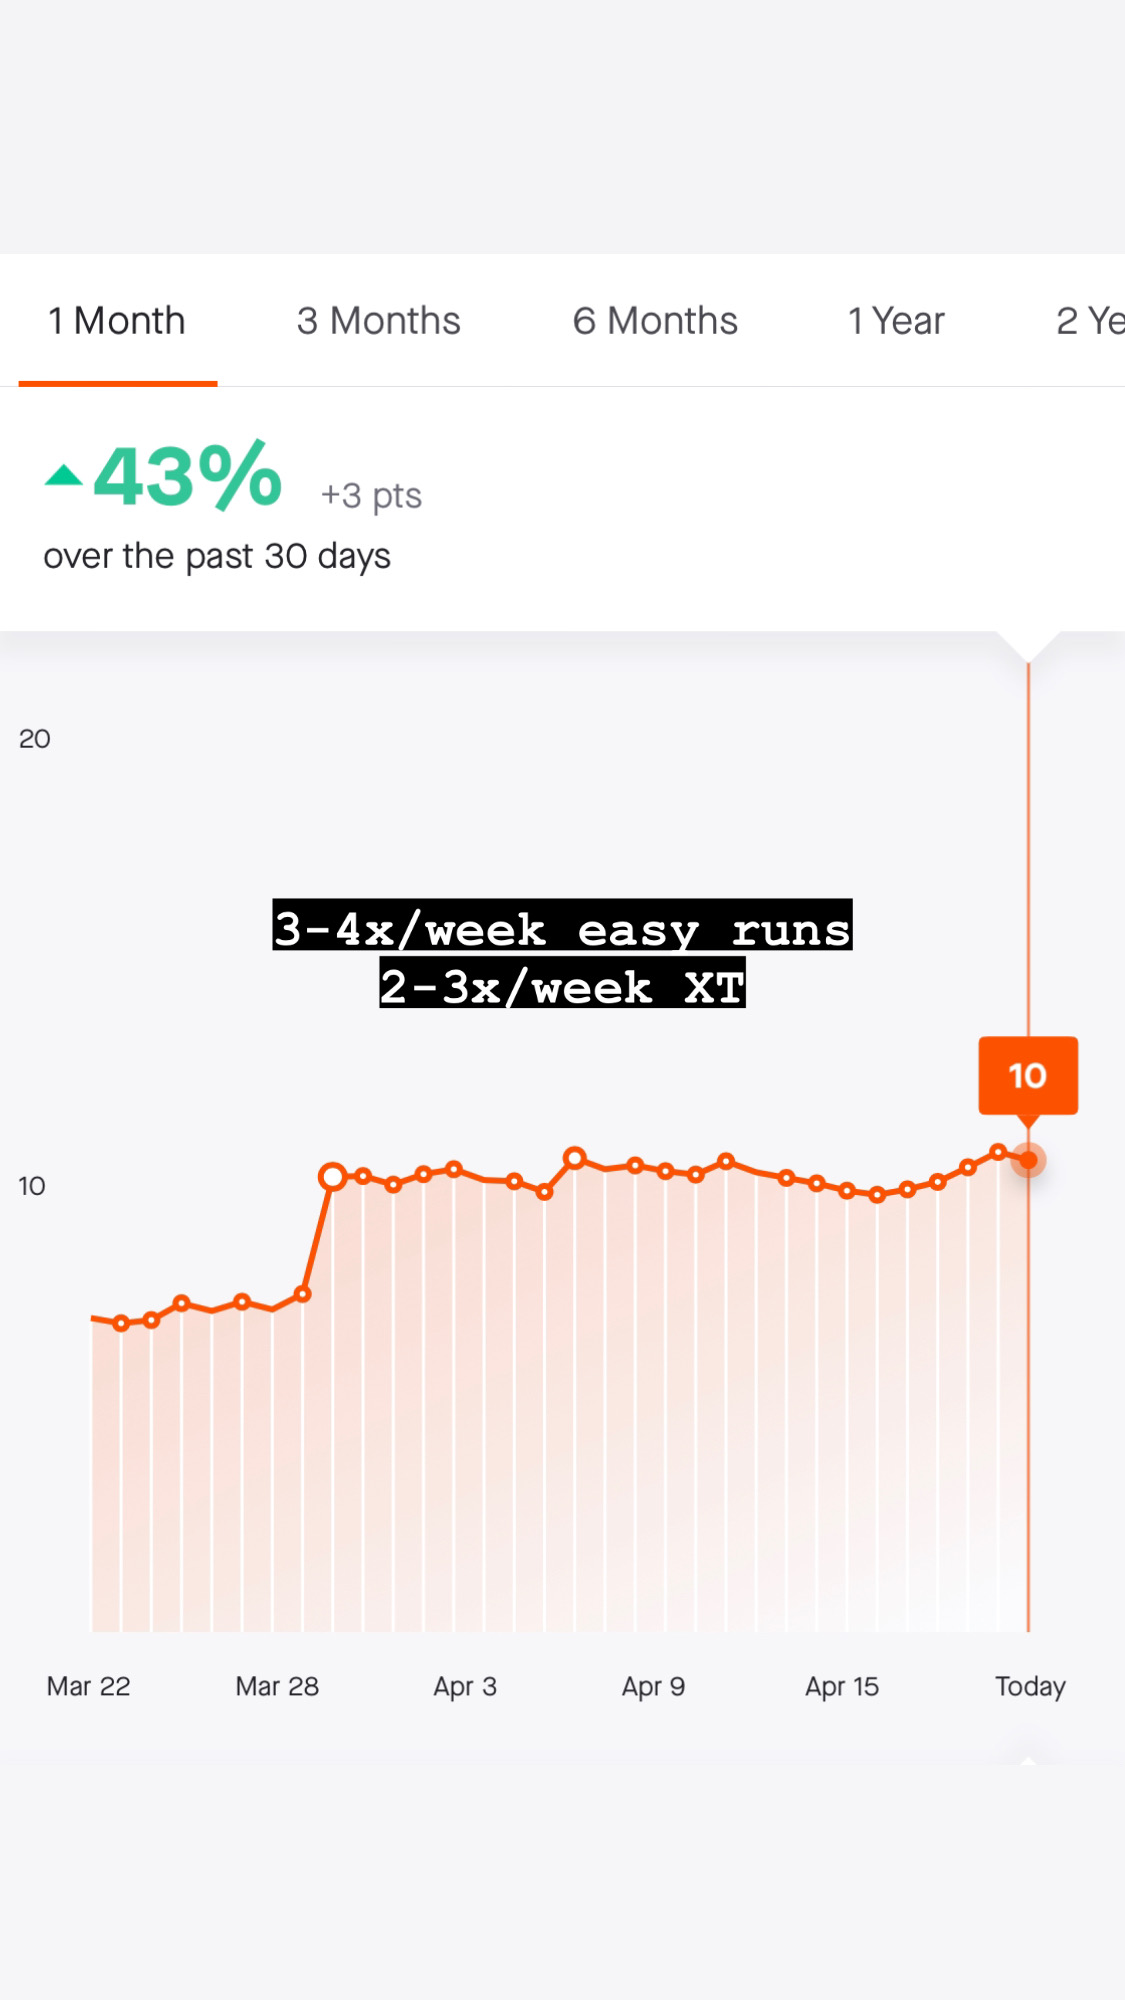 1 Month 3 Months 6 Months 1 Year 2 Ye
43% +3 pts
over the past 30 days
20
3-4x/week easy runs
2-3x/week XT
10
10
Mar 22 Mar 28 Apr 3 Apr 9 Apr 15 Today